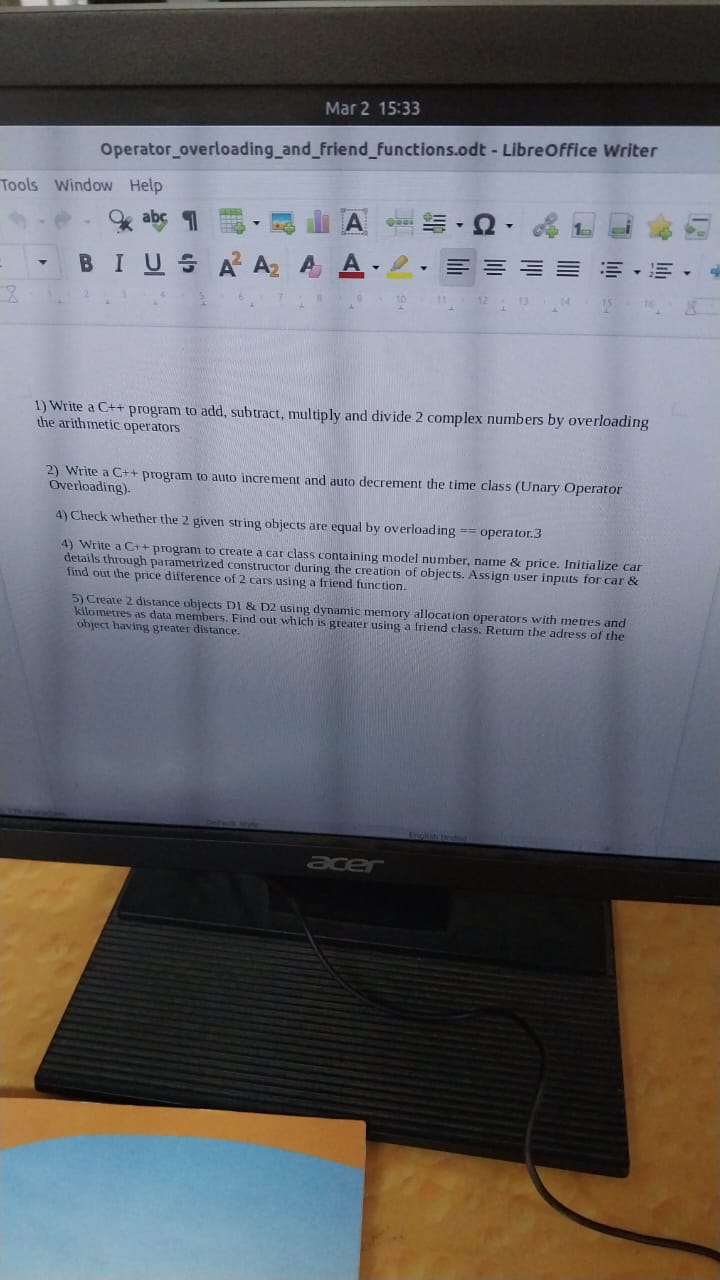 Mar 2 15:33
Operator_overloading_and_friend_functions.odt - LibreOffice Writer
Tools Window Help
abc ¶ A Ω
B I U S A2 A2 A A
1) Write a C++ program to add, subtract, multiply and divide 2 complex numbers by overloading
the arithmetic operators
2) Write a C++ program to auto increment and auto decrement the time class (Unary Operator
Overloading).
4) Check whether the 2 given string objects are equal by overloading == operator.3
4) Write a C++ program to create a car class containing model number, name & price. Initialize car
details through parametrized constructor during the creation of objects. Assign user inputs for car &
find out the price difference of 2 cars using a friend function.
5) Create 2 distance objects D1 & D2 using dynamic memory allocation operators with metres and
kilometres as data members. Find out which is greater using a friend class. Return the adress of the
object having greater distance.
acer